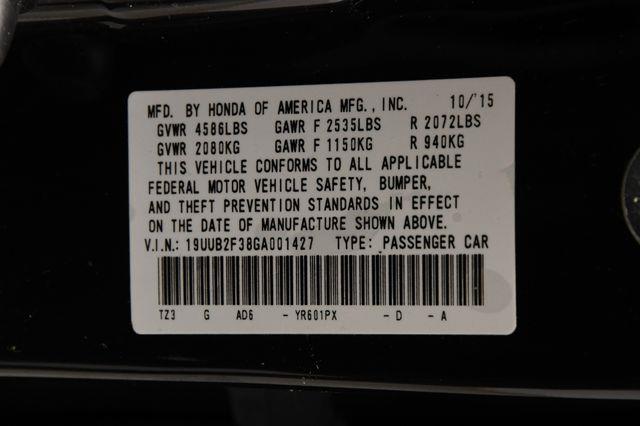 MFD. BY HONDA OF AMERICA MFG., INC. 10/'15
GVWR 4586LBS GAWR F 2535LBS R 2072LBS
GVWR 2080KG GAWR F 1150KG R 940KG
THIS VEHICLE CONFORMS TO ALL APPLICABLE
FEDERAL MOTOR VEHICLE SAFETY, BUMPER,
AND THEFT PREVENTION STANDARDS IN EFFECT
ON THE DATE OF MANUFACTURE SHOWN ABOVE.
V.I.N.: 19UUB2F38GA001427 TYPE: PASSENGER CAR
TZ3 G AD6 - YR601PX - D - A